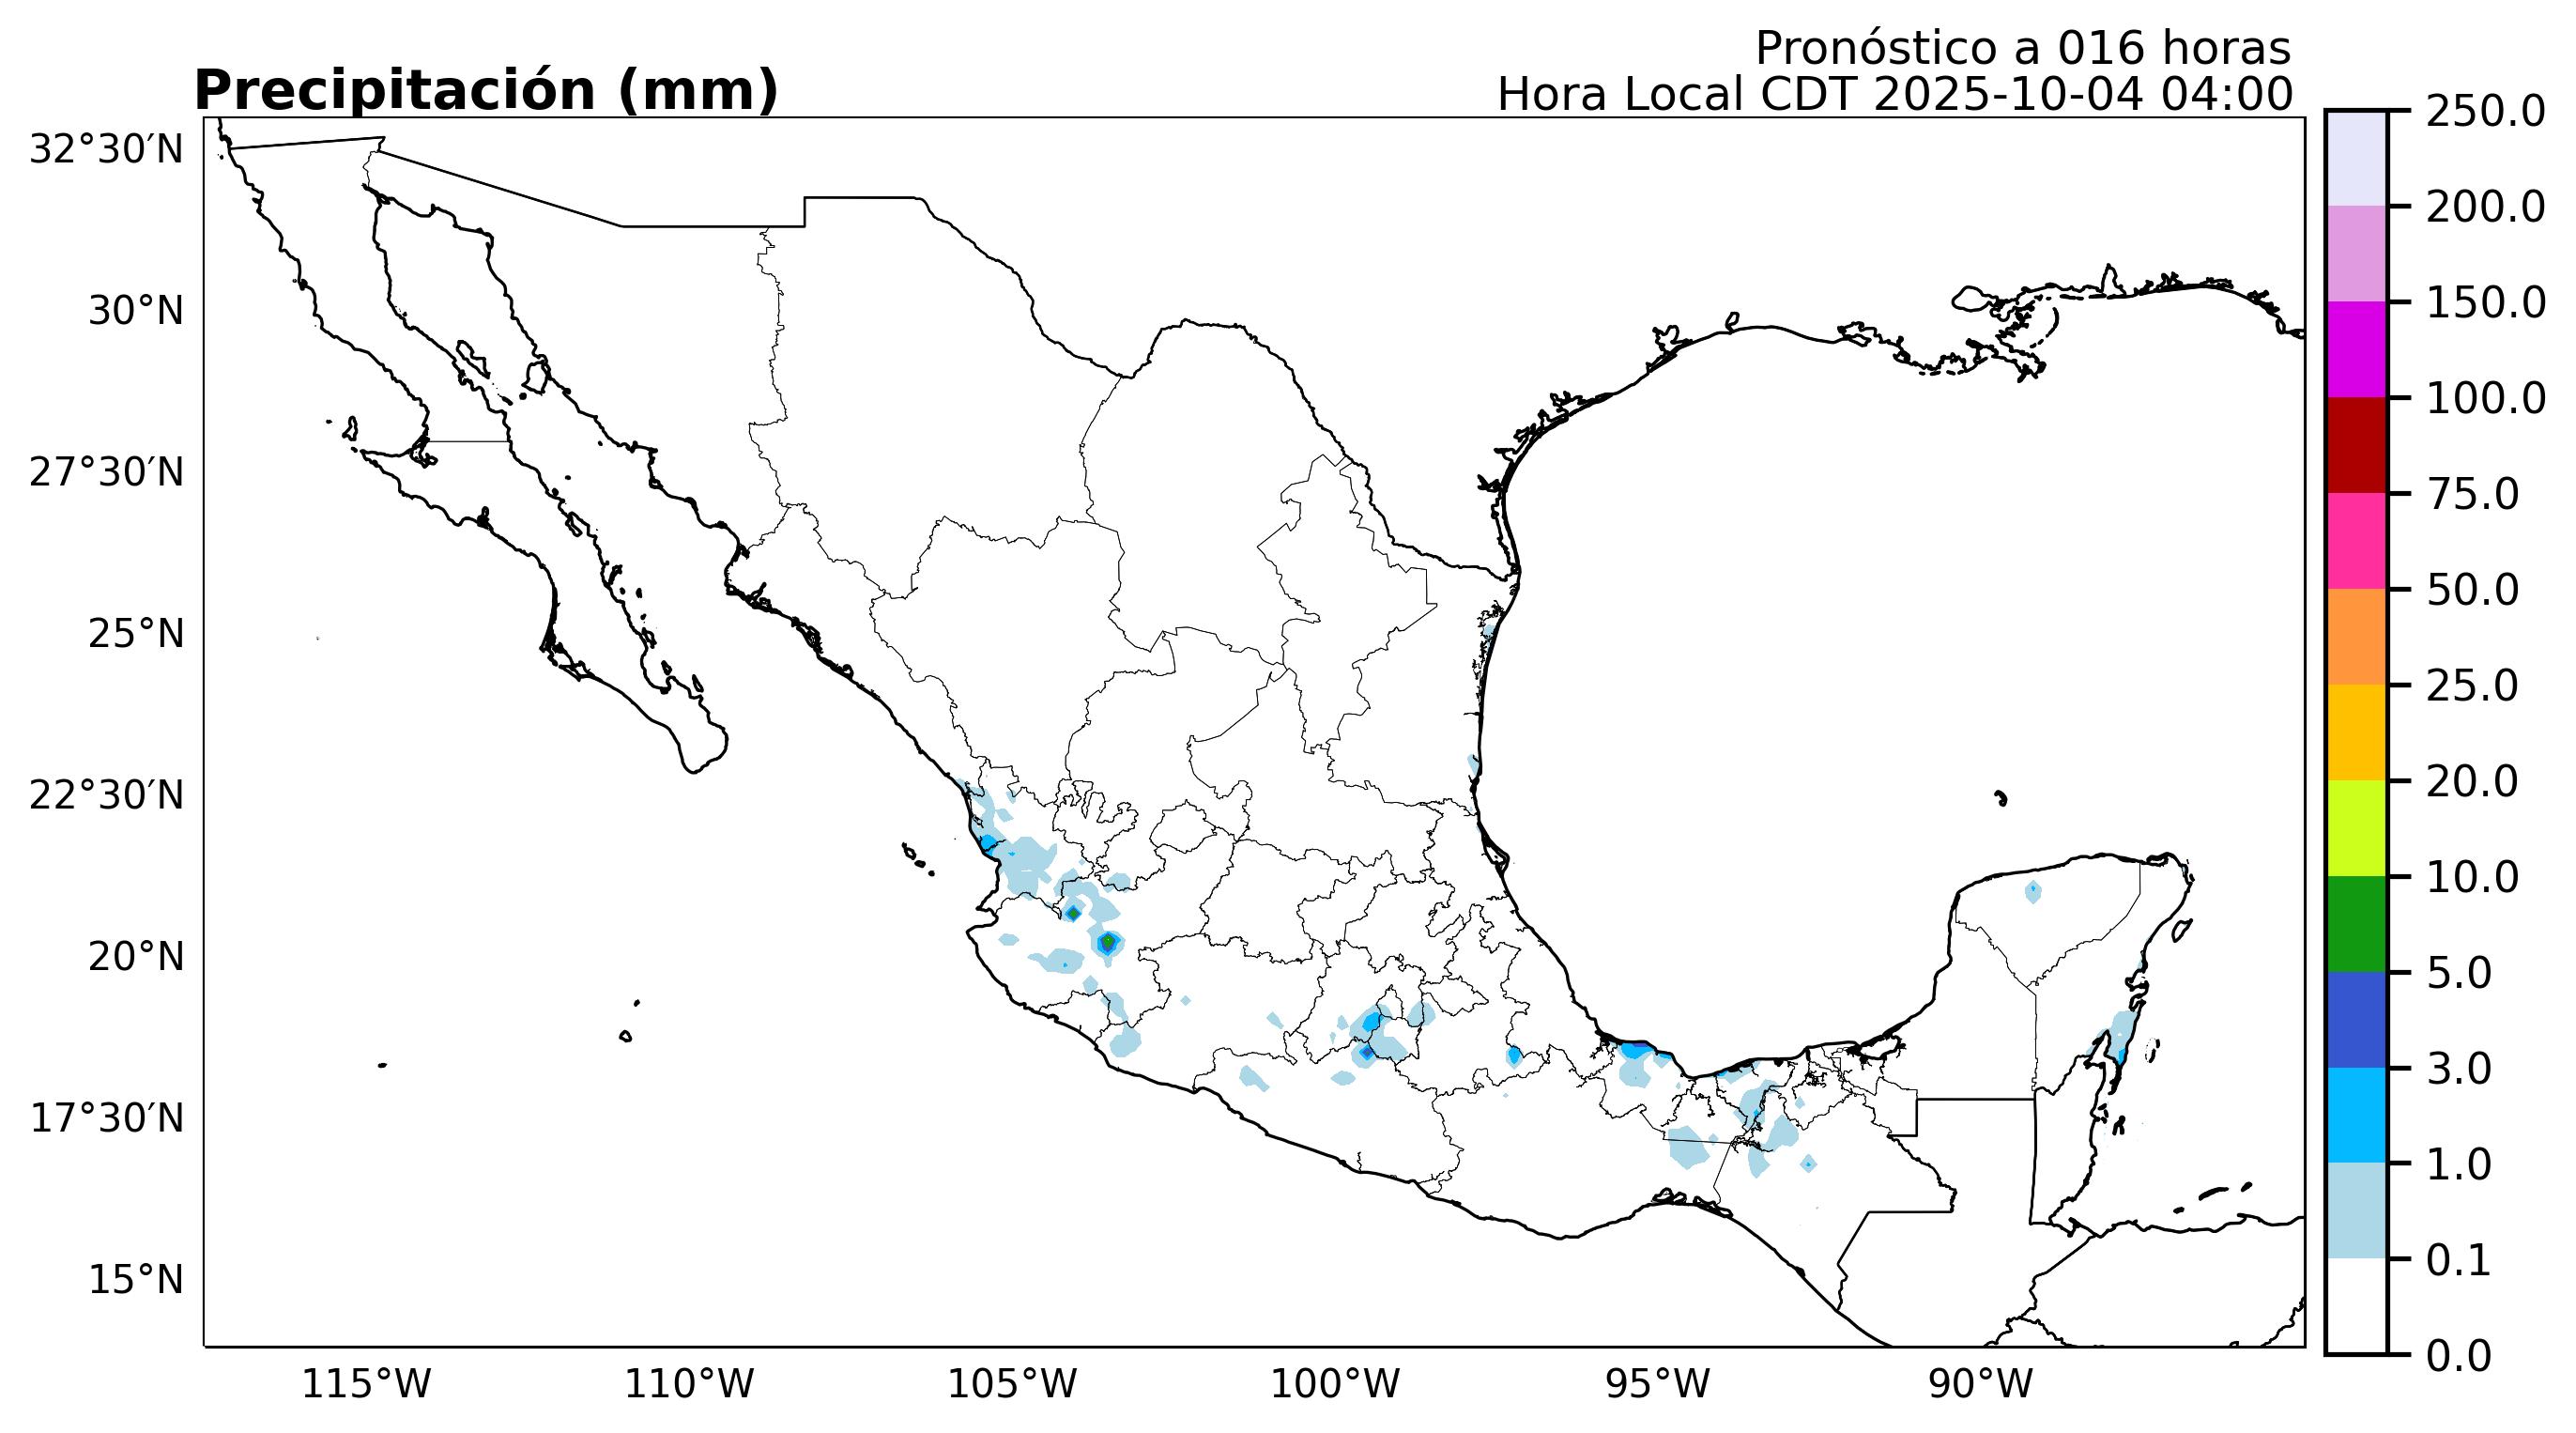 Pronóstico a 016 horas
Precipitación (mm)
Hora Local CDT 2025-10-04 04:00
32°30′N
30°N
27°30′N
25°N
22°30′N
20°N
17°30′N
15°N
115°W
110°W
105°W
100°W
95°W
90°W
250.0
200.0
150.0
100.0
75.0
50.0
25.0
20.0
10.0
5.0
3.0
1.0
0.1
0.0